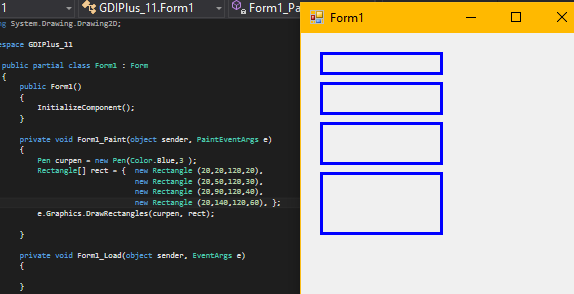 1
GDIPlus_11.Form1
Form1_Pa
Form1
ng System.Drawing.Drawing2D;
espace GDIPlus_11
public partial class Form1 : Form
{
public Form1()
{
InitializeComponent();
}
private void Form1_Paint(object sender, PaintEventArgs e)
{
Pen curpen = new Pen(Color.Blue,3 );
Rectangle[] rect = {  new Rectangle (20,20,120,20),
new Rectangle (20,50,120,30),
new Rectangle (20,90,120,40),
new Rectangle (20,140,120,60), };
e.Graphics.DrawRectangles(curpen, rect);
}
private void Form1_Load(object sender, EventArgs e)
{
}